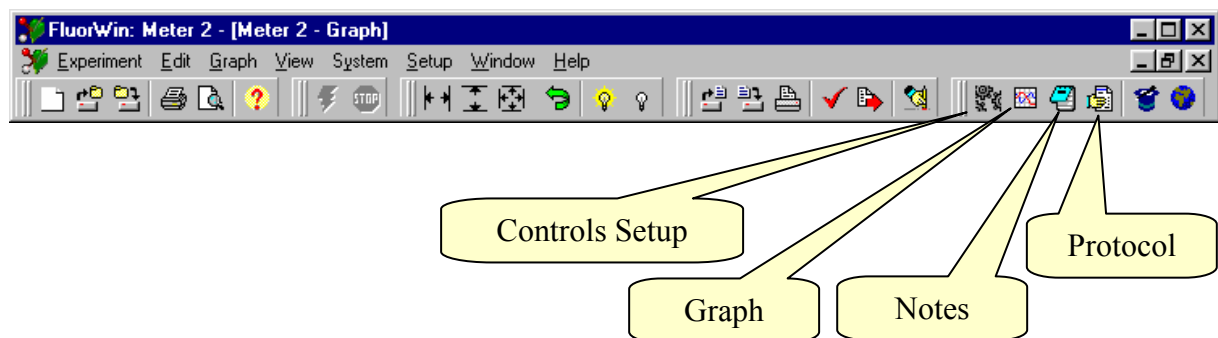 FluorWin: Meter 2 - [Meter 2 - Graph]
Experiment Edit Graph View System Setup Window Help
STOP
Controls Setup
Protocol
Graph
Notes